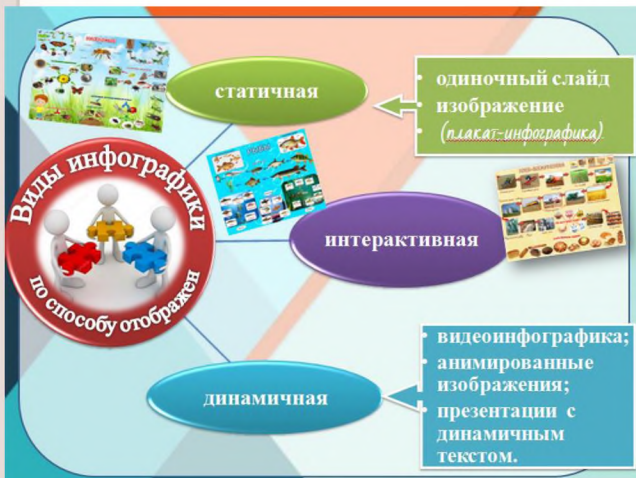 Виды инфографики
по способу отображен
статичная
одиночный слайд
изображение
(плакат-инфографика).
интерактивная
динамичная
видеоинфографика;
анимированные
изображения;
презентации с
динамичным
текстом.